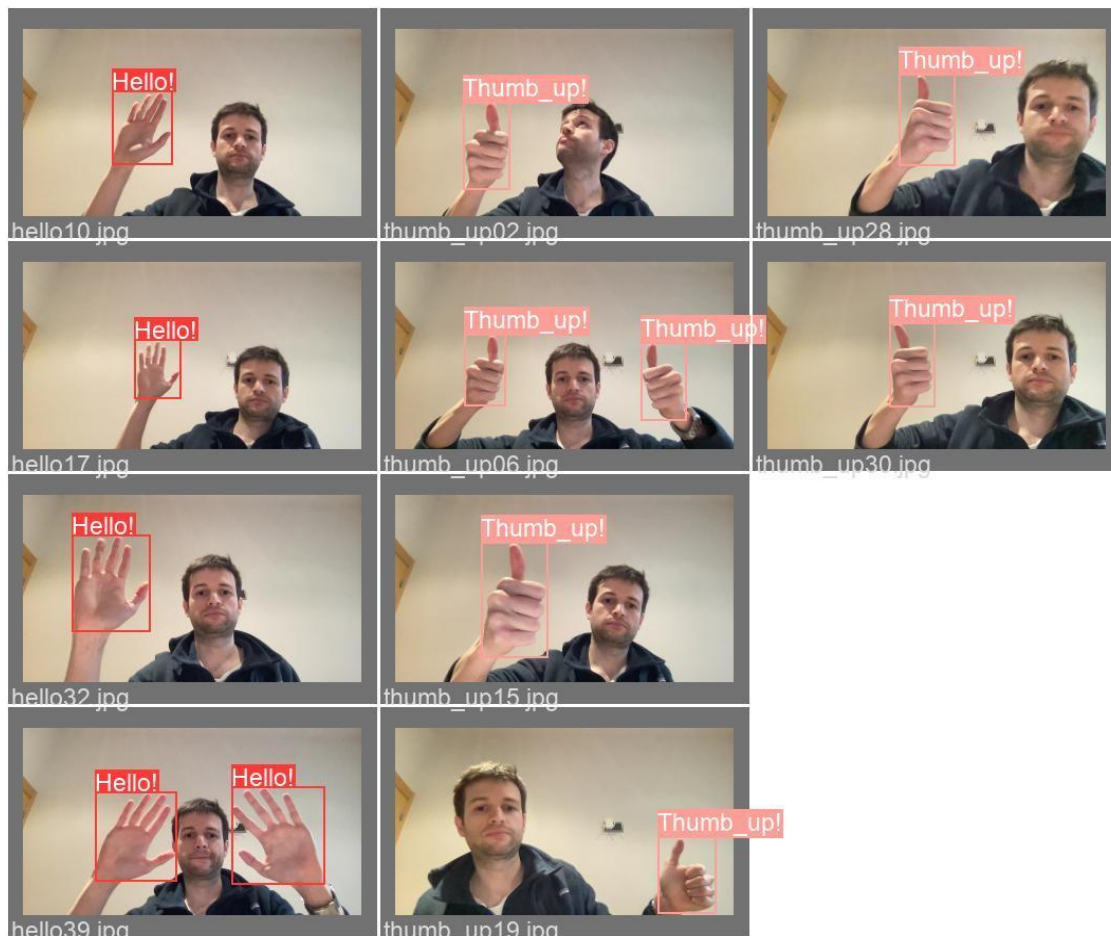 Hello!
hello10.jpg
Thumb_up!
thumb_up02.jpg
Thumb_up!
thumb_up28.jpg
Hello!
hello17.jpg
Thumb_up!
Thumb_up!
thumb_up06.jpg
Thumb_up!
thumb_up30.jpg
Hello!
hello32.jpg
Thumb_up!
thumb_up15.jpg
Hello!
Hello!
hello39.jpg
Thumb_up!
thumb_up19.jpg